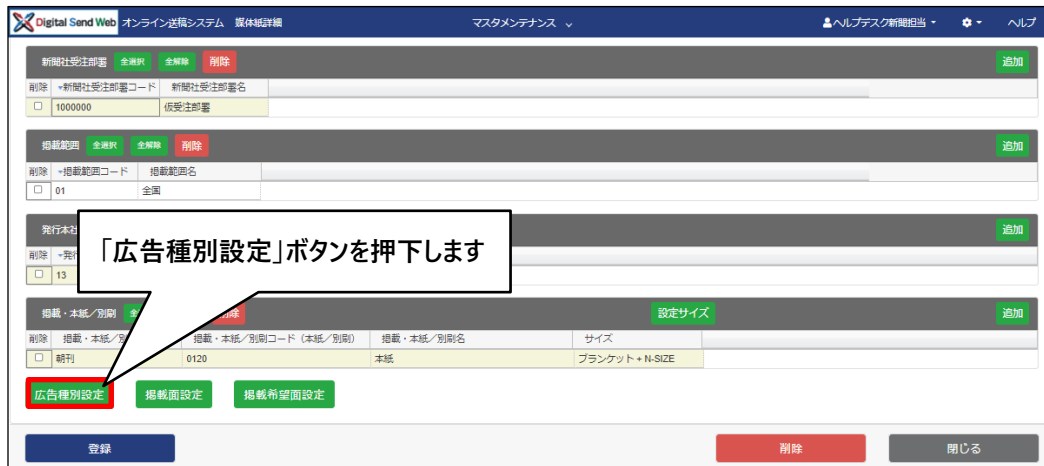 Digital Send Web オンライン送稿システム 媒体紙詳細 マスタメンテナンス ヘルプデスク新聞担当 ヘルプ
新聞社受注部署 全選択 全解除 削除 追加
削除 新聞社受注部署コード 新聞社受注部署名
1000000 仮受注部署
掲載範囲 全選択 全解除 削除 追加
削除 掲載範囲コード 掲載範囲名
01 全国
発行本社 追加
「広告種別設定」ボタンを押下します
削除 発行
13
掲載・本紙／別刷 全 削除 設定サイズ 追加
削除 掲載・本紙／別 掲載・本紙／別刷コード（本紙／別刷） 掲載・本紙／別刷名 サイズ
朝刊 0120 本紙 ブランケット + N-SIZE
広告種別設定 掲載面設定 掲載希望面設定
登録 削除 閉じる